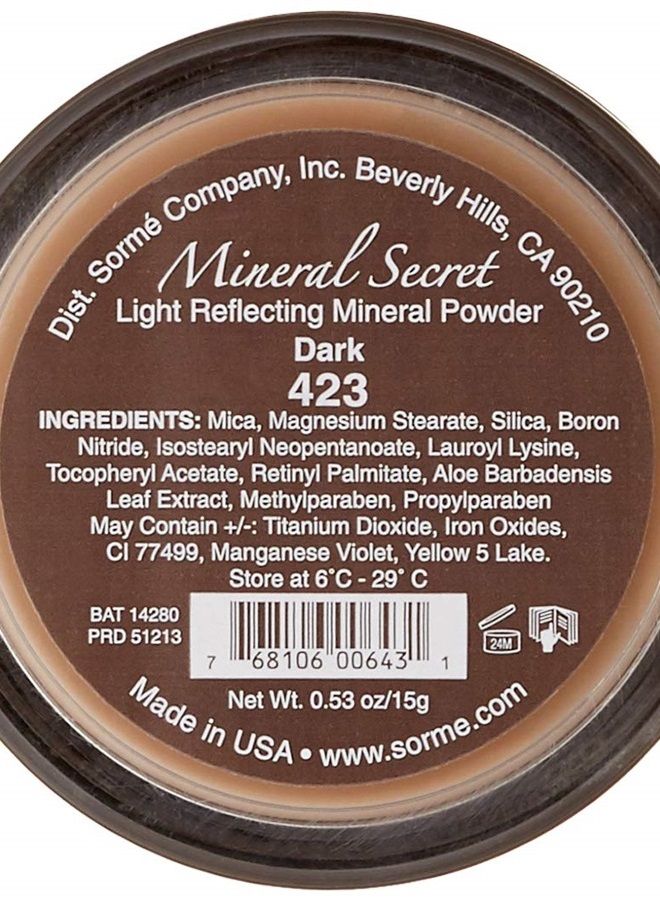 Dist. Sormé Company, Inc. Beverly Hills, CA 90210
Mineral Secret
Light Reflecting Mineral Powder
Dark
423
INGREDIENTS: Mica, Magnesium Stearate, Silica, Boron
Nitride, Isostearyl Neopentanoate, Lauroyl Lysine,
Tocopheryl Acetate, Retinyl Palmitate, Aloe Barbadensis
Leaf Extract, Methylparaben, Propylparaben
May Contain +/-: Titanium Dioxide, Iron Oxides,
CI 77499, Manganese Violet, Yellow 5 Lake.
Store at 6°C - 29° C
BAT 14280
PRD 51213
7 68106 00643 1
24M
Net Wt. 0.53 oz/15g
Made in USA • www.sorme.com